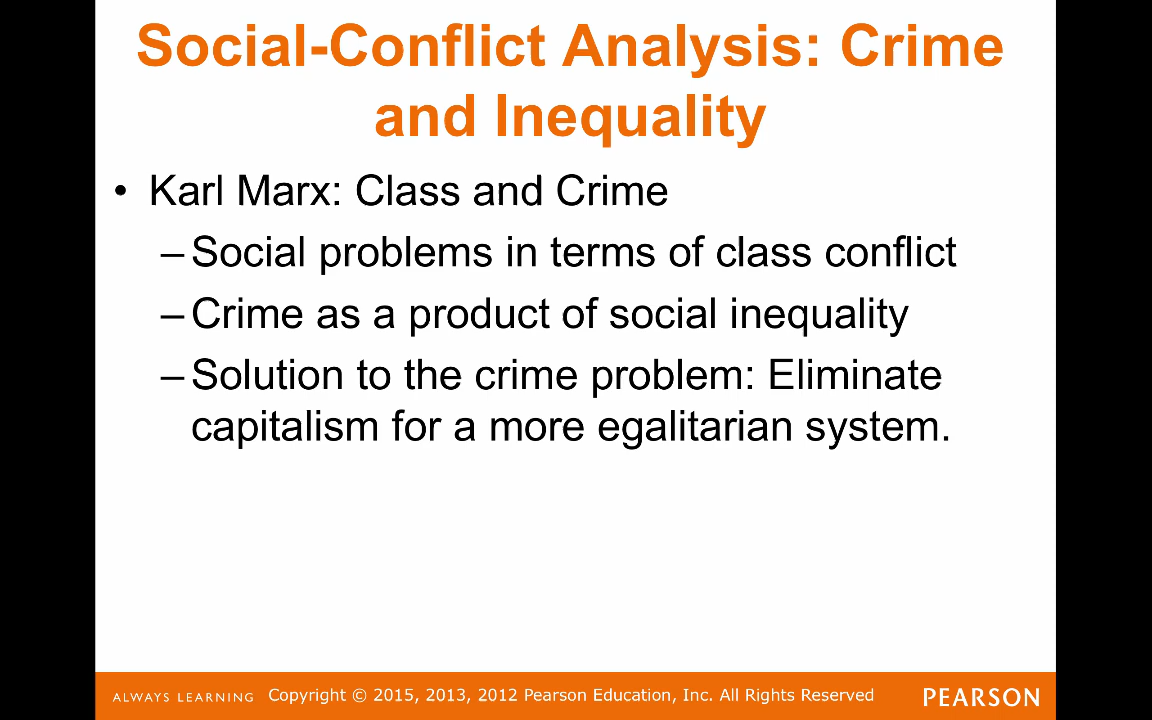 Social-Conflict Analysis: Crime
and Inequality
• Karl Marx: Class and Crime
–Social problems in terms of class conflict
–Crime as a product of social inequality
–Solution to the crime problem: Eliminate
capitalism for a more egalitarian system.
ALWAYS LEARNING Copyright © 2015, 2013, 2012 Pearson Education, Inc. All Rights Reserved PEARSON